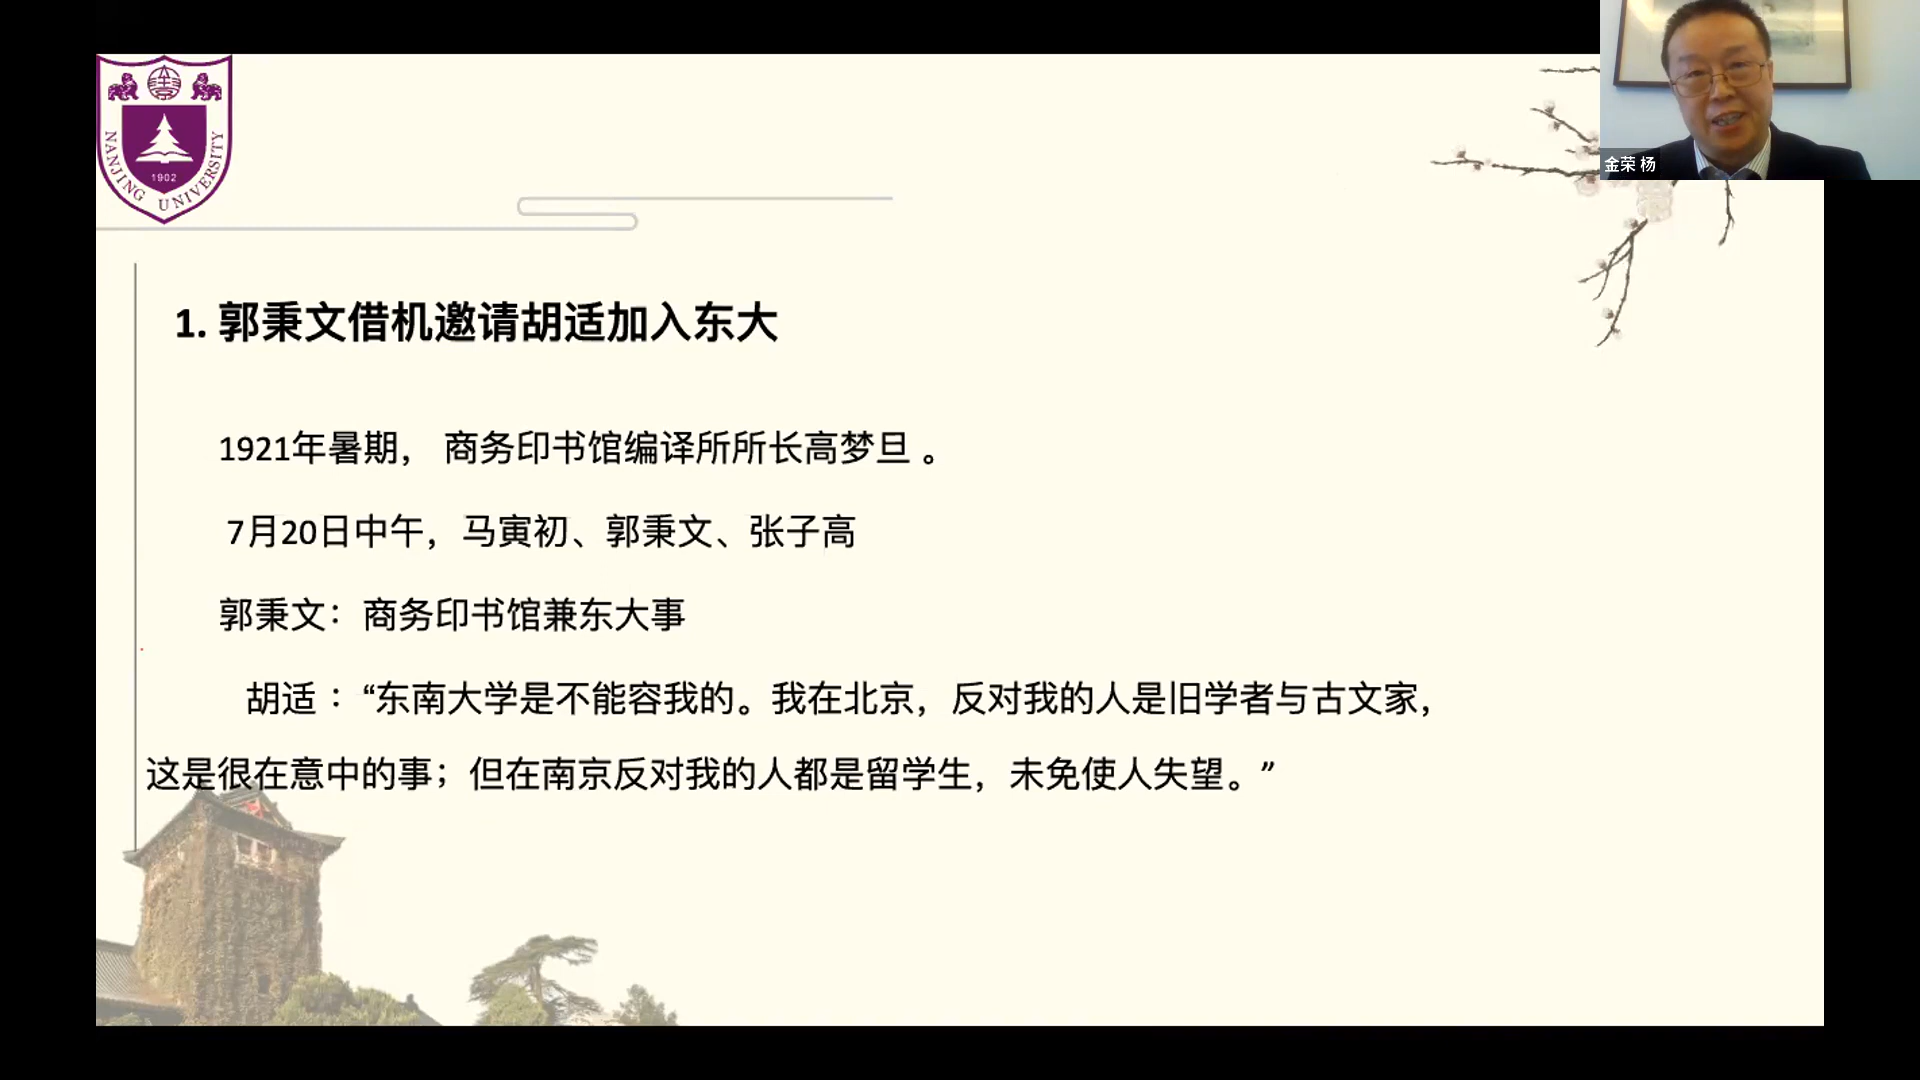 NANJING UNIVERSITY
1902
金荣 杨
1. 郭秉文借机邀请胡适加入东大
1921年暑期， 商务印书馆编译所所长高梦旦 。
7月20日中午，马寅初、郭秉文、张子高
郭秉文：商务印书馆兼东大事
胡适 ：“东南大学是不能容我的。我在北京，反对我的人是旧学者与古文家，
这是很在意中的事；但在南京反对我的人都是留学生，未免使人失望。”